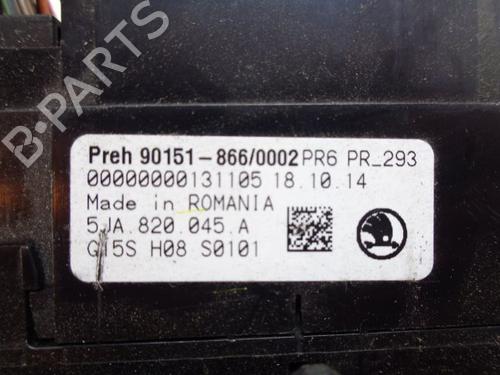 B-PARTS
Preh 90151-866/0002 PR6 PR_293
00000000131105 18.10.14
Made in ROMANIA
5JA.820.045.A
G15S H08 S0101